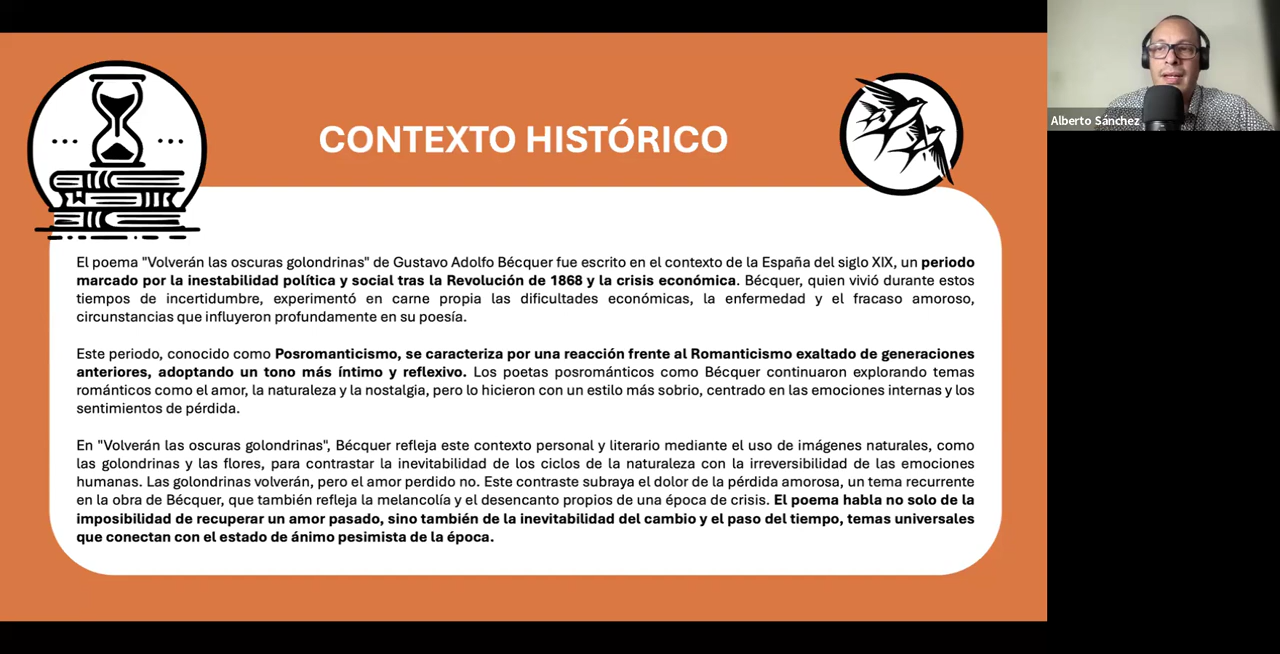 CONTEXTO HISTÓRICO
Alberto Sánchez
El poema "Volverán las oscuras golondrinas" de Gustavo Adolfo Bécquer fue escrito en el contexto de la España del siglo XIX, un periodo
marcado por la inestabilidad política y social tras la Revolución de 1868 y la crisis económica. Bécquer, quien vivió durante estos
tiempos de incertidumbre, experimentó en carne propia las dificultades económicas, la enfermedad y el fracaso amoroso,
circunstancias que influyeron profundamente en su poesía.
Este periodo, conocido como Posromanticismo, se caracteriza por una reacción frente al Romanticismo exaltado de generaciones
anteriores, adoptando un tono más íntimo y reflexivo. Los poetas posrománticos como Bécquer continuaron explorando temas
románticos como el amor, la naturaleza y la nostalgia, pero lo hicieron con un estilo más sobrio, centrado en las emociones internas y los
sentimientos de pérdida.
En "Volverán las oscuras golondrinas", Bécquer refleja este contexto personal y literario mediante el uso de imágenes naturales, como
las golondrinas y las flores, para contrastar la inevitabilidad de los ciclos de la naturaleza con la irreversibilidad de las emociones
humanas. Las golondrinas volverán, pero el amor perdido no. Este contraste subraya el dolor de la pérdida amorosa, un tema recurrente
en la obra de Bécquer, que también refleja la melancolía y el desencanto propios de una época de crisis. El poema habla no solo de la
imposibilidad de recuperar un amor pasado, sino también de la inevitabilidad del cambio y el paso del tiempo, temas universales
que conectan con el estado de ánimo pesimista de la época.